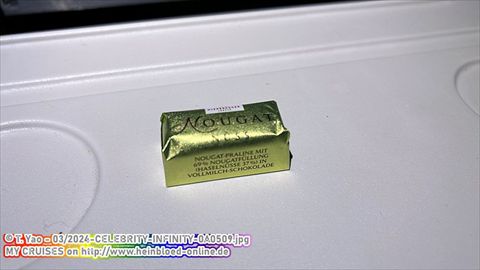 NOUGAT
NOUGAT-PRALINE MIT
69% NOUGATFÜLLUNG
(HASELNÜSSE 37%) IN
VOLLMILCH-SCHOKOLADE
© T. Yao - 03/2024-CELEBRITY-INFINITY-0A0509.jpg
MY CRUISES on http://www.heinbloed-online.de